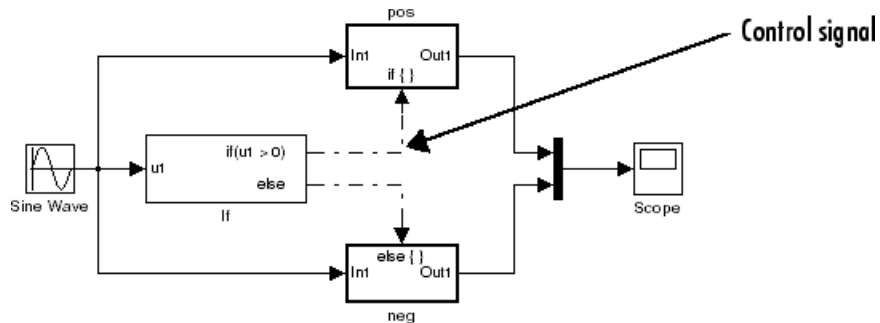 pos
Control signal
In1
Out1
if { }
if(u1 > 0)
u1
else
Sine Wave
If
Scope
else { }
In1
Out1
neg